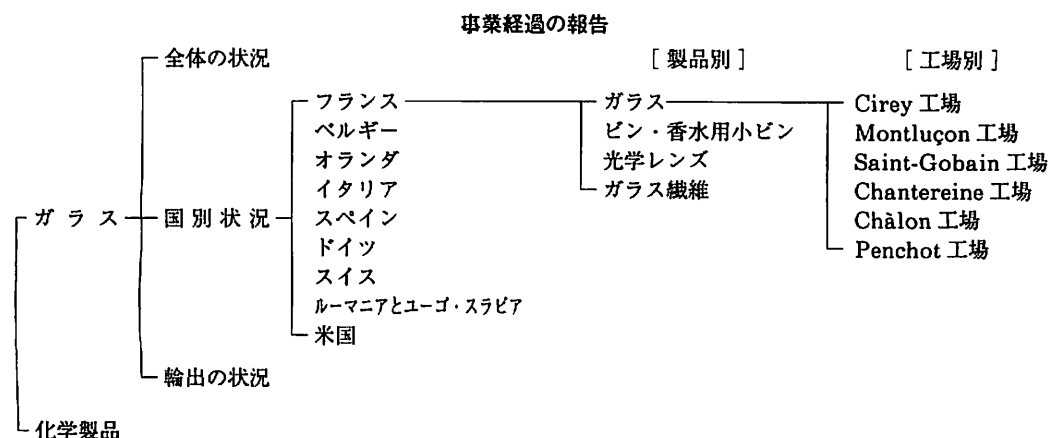 事業経過の報告
全体の状況 [製品別] [工場別]
フランス ガラス Cirey 工場
ベルギー ビン・香水用小ビン Montluçon 工場
オランダ 光学レンズ Saint-Gobain 工場
イタリア ガラス繊維 Chantereine 工場
ガラス 国別状況 スペイン Châlon 工場
ドイツ Penchot 工場
スイス
ルーマニアとユーゴ・スラビア
米国
輸出の状況
化学製品